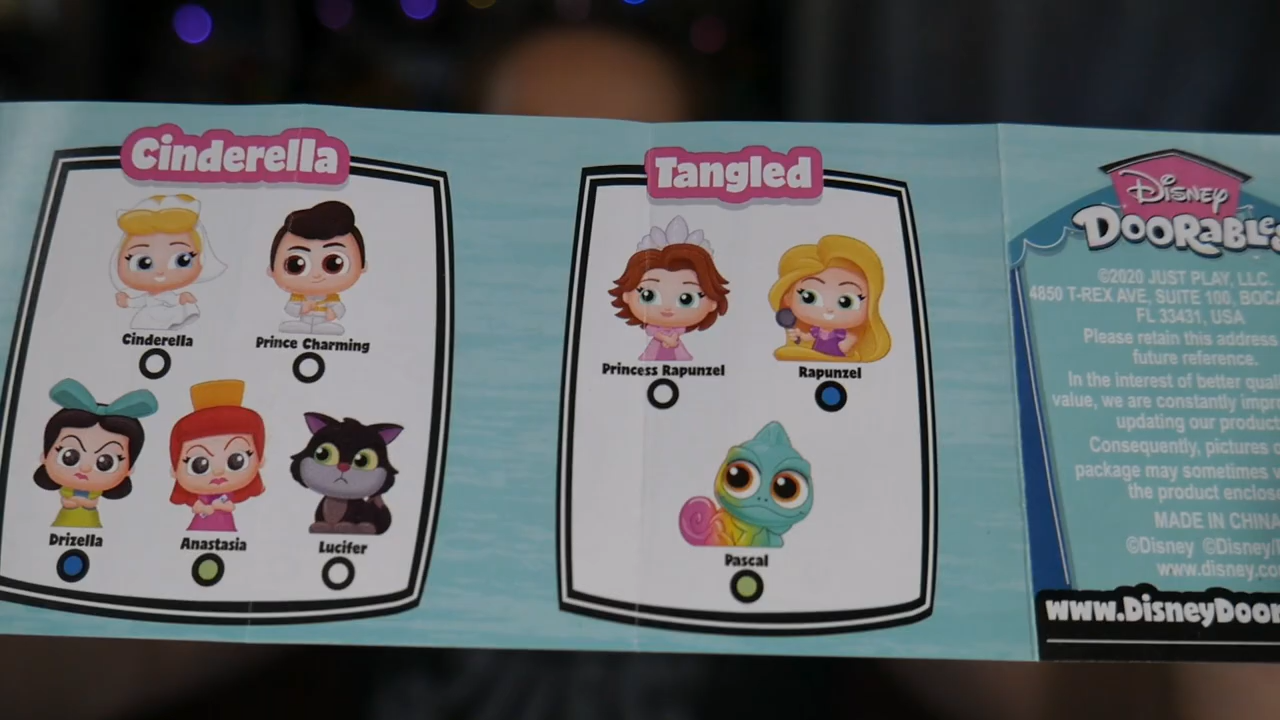 Cinderella
Cinderella
Prince Charming
Drizella
Anastasia
Lucifer
Tangled
Princess Rapunzel
Rapunzel
Pascal
Disney
Doorable
©2020 JUST PLAY, LLC.
4850 T-REX AVE, SUITE 100, BOCA
FL 33431, USA
Please retain this address
future reference.
In the interest of better
value, we are constantly
updating our product
Consequently, pictures
package may sometimes
the product
MADE IN CHINA
©Disney ©Disney
www.disney.co
www.DisneyDoor